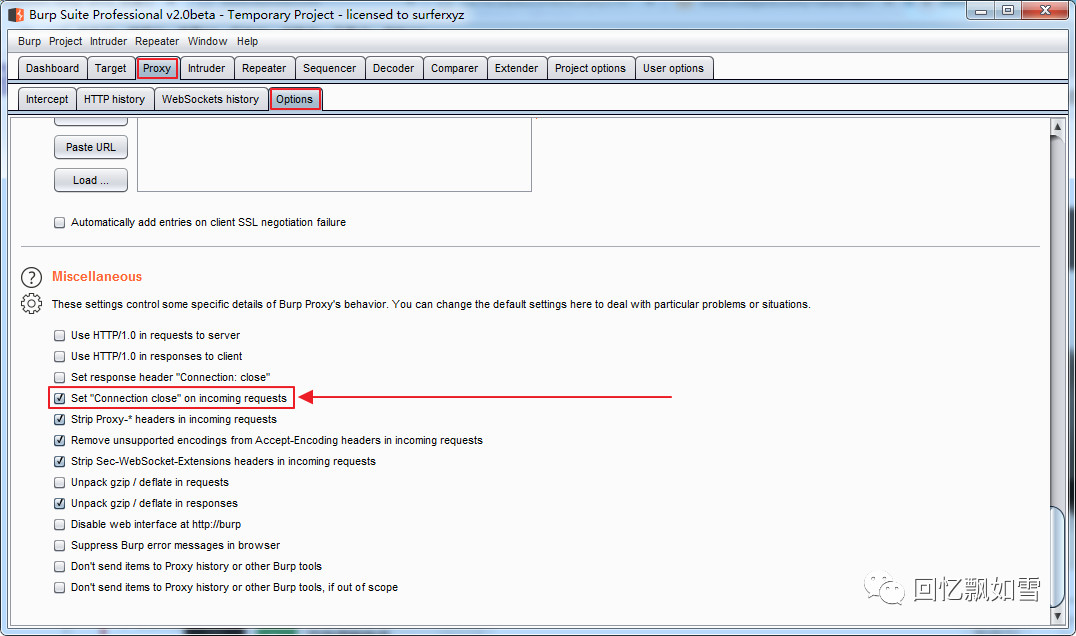 Burp Suite Professional v2.0beta - Temporary Project - licensed to surferxyz
Burp Project Intruder Repeater Window Help
Dashboard Target Proxy Intruder Repeater Sequencer Decoder Comparer Extender Project options User options
Intercept HTTP history WebSockets history Options
Paste URL
Load ...
Automatically add entries on client SSL negotiation failure
? Miscellaneous
These settings control some specific details of Burp Proxy's behavior. You can change the default settings here to deal with particular problems or situations.
Use HTTP/1.0 in requests to server
Use HTTP/1.0 in responses to client
Set response header "Connection: close"
Set "Connection close" on incoming requests
Strip Proxy-* headers in incoming requests
Remove unsupported encodings from Accept-Encoding headers in incoming requests
Strip Sec-WebSocket-Extensions headers in incoming requests
Unpack gzip / deflate in requests
Unpack gzip / deflate in responses
Disable web interface at http://burp
Suppress Burp error messages in browser
Don't send items to Proxy history or other Burp tools
Don't send items to Proxy history or other Burp tools, if out of scope
回忆飘如雪